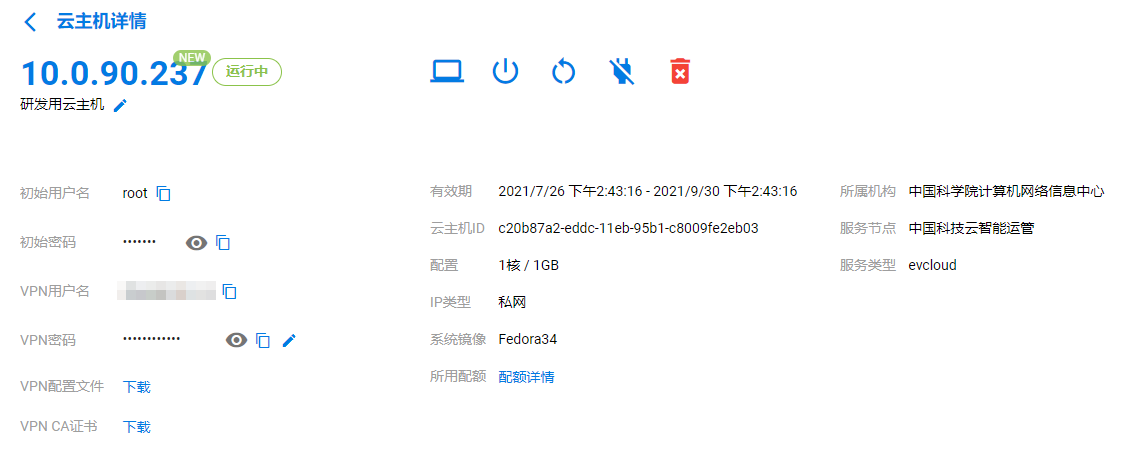 云主机详情
10.0.90.237 NEW 运行中
研发用云主机
初始用户名 root
初始密码 •••••••
VPN用户名
VPN密码 ••••••••••••
VPN配置文件 下载
VPN CA证书 下载
有效期 2021/7/26 下午2:43:16 - 2021/9/30 下午2:43:16
云主机ID c20b87a2-eddc-11eb-95b1-c8009fe2eb03
配置 1核 / 1GB
IP类型 私网
系统镜像 Fedora34
所用配额 配额详情
所属机构 中国科学院计算机网络信息中心
服务节点 中国科技云智能运管
服务类型 evcloud